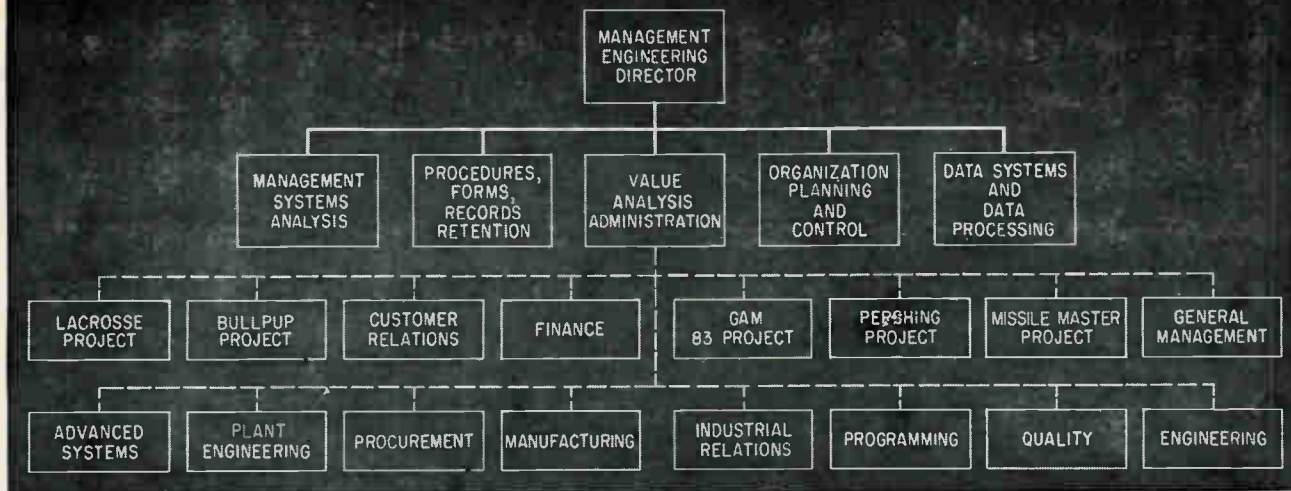 MANAGEMENT
ENGINEERING
DIRECTOR
MANAGEMENT
SYSTEMS
ANALYSIS
PROCEDURES,
FORMS,
RECORDS
RETENTION
VALUE
ANALYSIS
ADMINISTRATION
ORGANIZATION
PLANNING
AND
CONTROL
DATA SYSTEMS
AND
DATA
PROCESSING
LACROSSE
PROJECT
BULLPUP
PROJECT
CUSTOMER
RELATIONS
FINANCE
GAM
83 PROJECT
PERSHING
PROJECT
MISSILE MASTER
PROJECT
GENERAL
MANAGEMENT
ADVANCED
SYSTEMS
PLANT
ENGINEERING
PROCUREMENT
MANUFACTURING
INDUSTRIAL
RELATIONS
PROGRAMMING
QUALITY
ENGINEERING